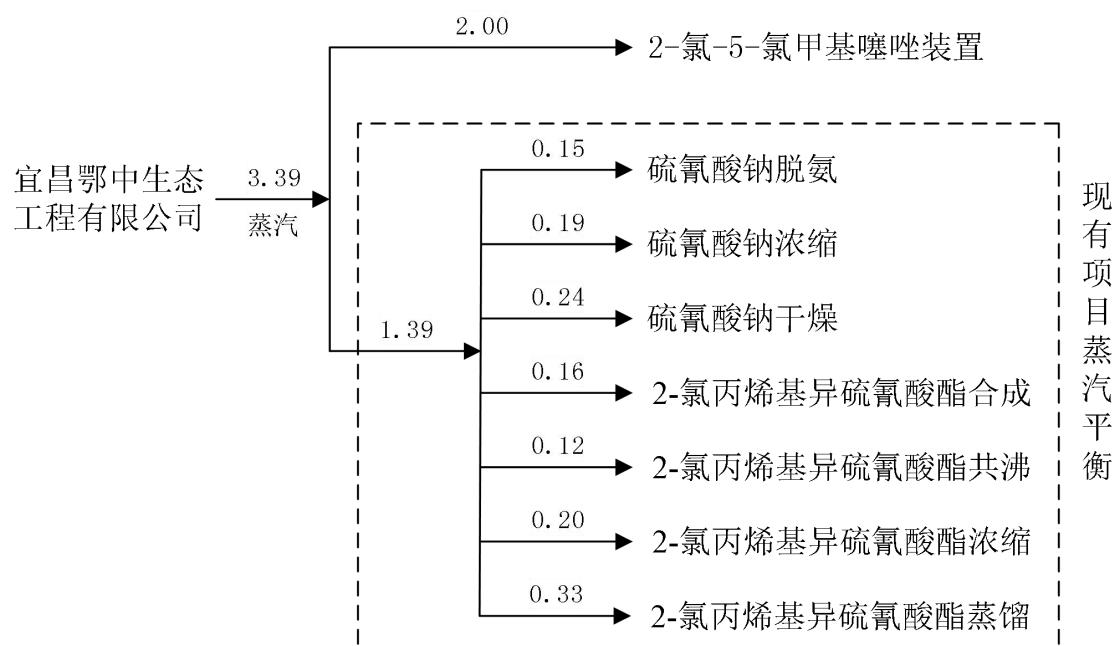 2.00
2-氯-5-氯甲基噻唑装置
宜昌鄂中生态
工程有限公司
3.39
蒸汽
0.15
硫氰酸钠脱氨
0.19
硫氰酸钠浓缩
0.24
硫氰酸钠干燥
1.39
0.16
2-氯丙烯基异硫氰酸酯合成
0.12
2-氯丙烯基异硫氰酸酯共沸
0.20
2-氯丙烯基异硫氰酸酯浓缩
0.33
2-氯丙烯基异硫氰酸酯蒸馏
现有项目蒸汽平衡